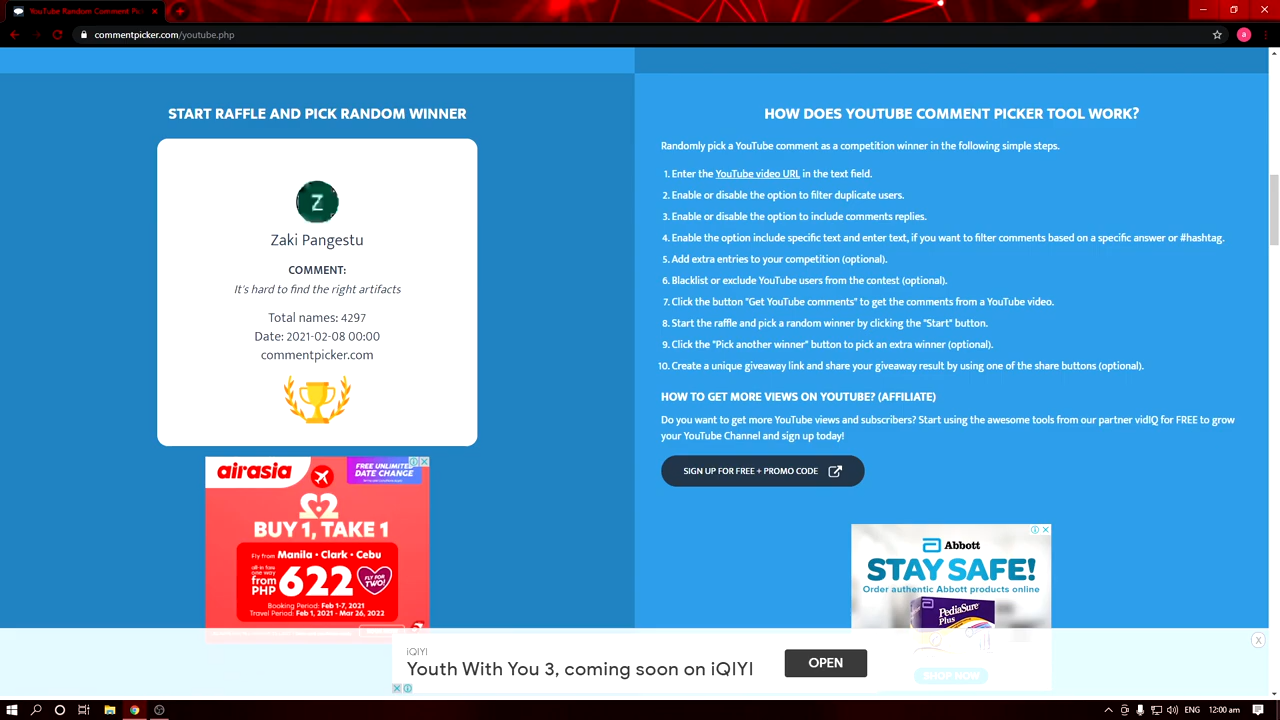 YouTube Random Comment Pi
commentpicker.com/youtube.php
a
START RAFFLE AND PICK RANDOM WINNER
Z
Zaki Pangestu
COMMENT:
It's hard to find the right artifacts
Total names: 4297
Date: 2021-02-08 00:00
commentpicker.com
airasia
FREE UNLIMITED
DATE CHANGE
BUY 1, TAKE 1
Fly from Manila • Clark • Cebu
all-in fare
one way
from
PHP
622
FLY FOR
TWO!
Booking Period: Feb 1-7, 2021
Travel Period: Feb 1, 2021 - Mar 26, 2022
HOW DOES YOUTUBE COMMENT PICKER TOOL WORK?
Randomly pick a YouTube comment as a competition winner in the following simple steps.
1. Enter the YouTube video URL in the text field.
2. Enable or disable the option to filter duplicate users.
3. Enable or disable the option to include comments replies.
4. Enable the option include specific text and enter text, if you want to filter comments based on a specific answer or #hashtag.
5. Add extra entries to your competition (optional).
6. Blacklist or exclude YouTube users from the contest (optional).
7. Click the button "Get YouTube comments" to get the comments from a YouTube video.
8. Start the raffle and pick a random winner by clicking the "Start" button.
9. Click the "Pick another winner" button to pick an extra winner (optional).
10. Create a unique giveaway link and share your giveaway result by using one of the share buttons (optional).
HOW TO GET MORE VIEWS ON YOUTUBE? (AFFILIATE)
Do you want to get more YouTube views and subscribers? Start using the awesome tools from our partner vidIQ for FREE to grow
your YouTube Channel and sign up today!
SIGN UP FOR FREE + PROMO CODE
Abbott
STAY SAFE!
Order authentic Abbott products online
PediaSure
Plus
SHOP NOW
iQIYI
Youth With You 3, coming soon on iQIYI
OPEN
X
12:00 am